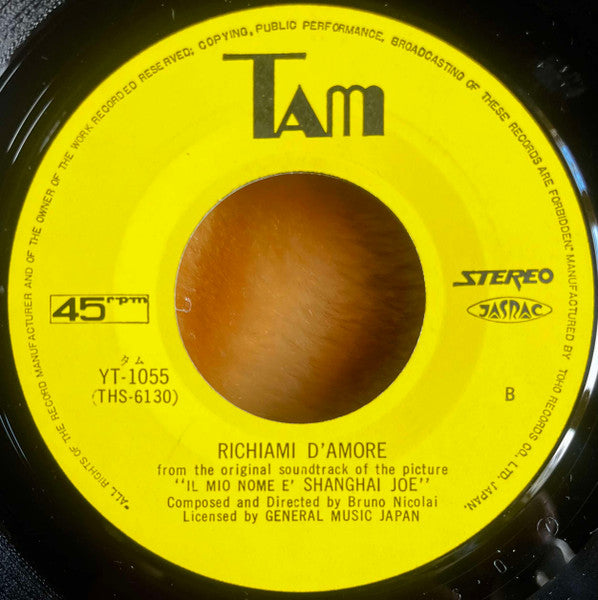 "ALL RIGHTS OF THE RECORD MANUFACTURER AND OF THE OWNER OF THE WORK RECORDED RESERVED; COPYING, PUBLIC PERFORMANCE, BROADCASTING OF THESE RECORDS ARE FORBIDDEN." MANUFACTURED BY TOHO RECORDS CO. LTD. JAPAN.
TAM
STEREO
45rpm
JASRAC
タム
YT-1055
(THS-6130)
B
RICHIAMI D'AMORE
from the original soundtrack of the picture
"IL MIO NOME E' SHANGHAI JOE"
Composed and Directed by Bruno Nicolai
Licensed by GENERAL MUSIC JAPAN